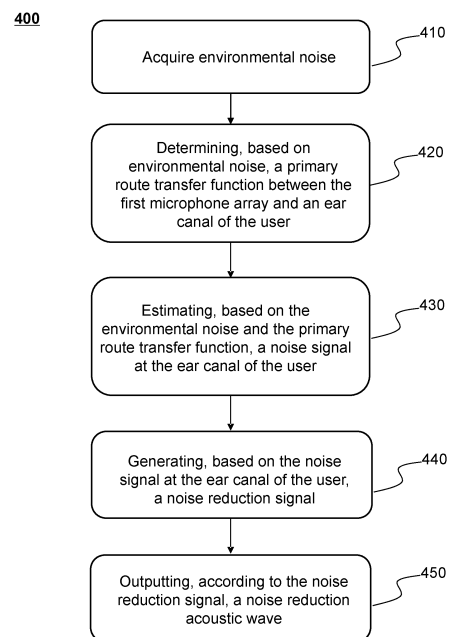 400
Acquire environmental noise
410
Determining, based on
environmental noise, a primary
route transfer function between the
first microphone array and an ear
canal of the user
420
Estimating, based on the
environmental noise and the primary
route transfer function, a noise signal
at the ear canal of the user
430
Generating, based on the noise
signal at the ear canal of the user,
a noise reduction signal
440
Outputting, according to the noise
reduction signal, a noise reduction
acoustic wave
450